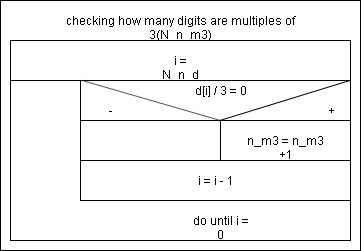 checking how many digits are multiples of
3(N_n_m3)
i =
N_n_d
d[i] / 3 = 0
-
+
n_m3 = n_m3
+1
i = i - 1
do until i =
0